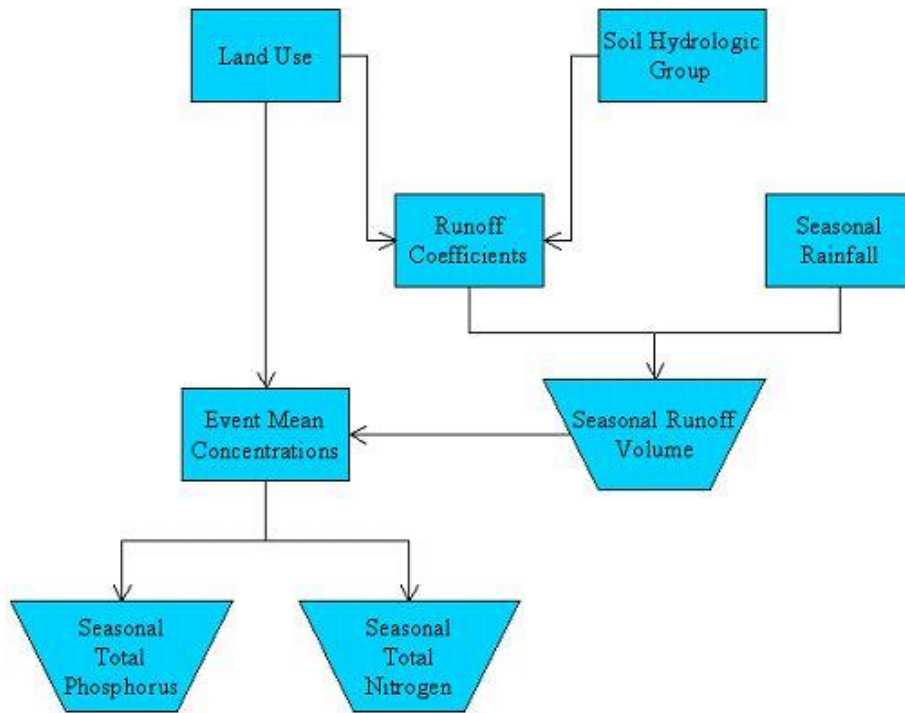 Land Use
Soil Hydrologic
Group
Runoff
Coefficients
Seasonal
Rainfall
Event Mean
Concentrations
Seasonal Runoff
Volume
Seasonal
Total
Phosphorus
Seasonal
Total
Nitrogen